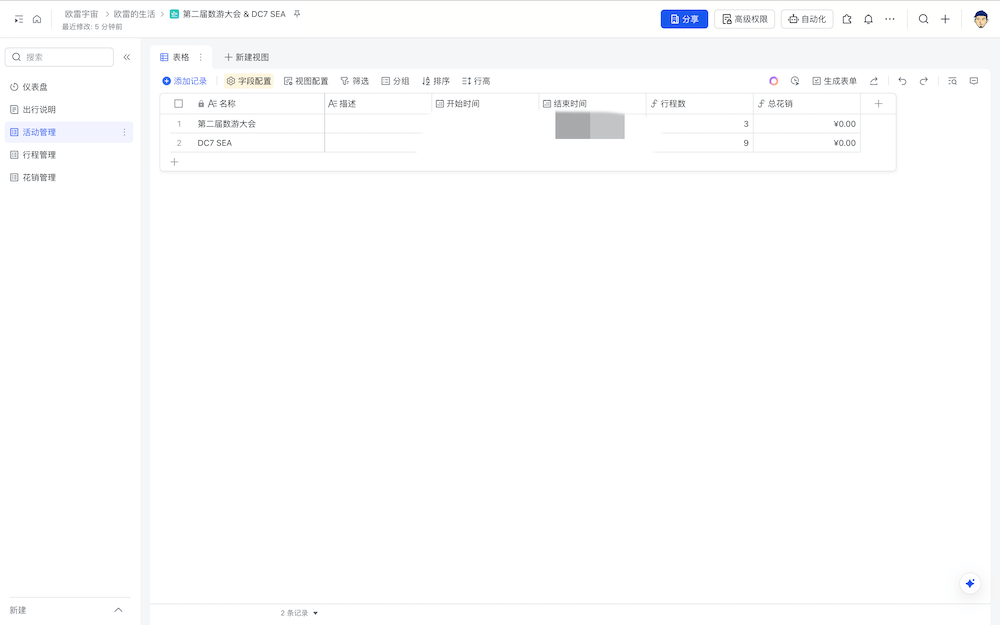 欧雷宇宙 > 欧雷的生活 > 第二届数游大会 & DC7 SEA
最近修改: 5 分钟前
分享
高级权限
自动化
搜索
仪表盘
出行说明
活动管理
行程管理
花销管理
新建
表格
新建视图
添加记录
字段配置
视图配置
筛选
分组
排序
行高
生成表单
名称 描述 开始时间 结束时间 行程数 总花销
1 第二届数游大会 3 ¥0.00
2 DC7 SEA 9 ¥0.00
2 条记录